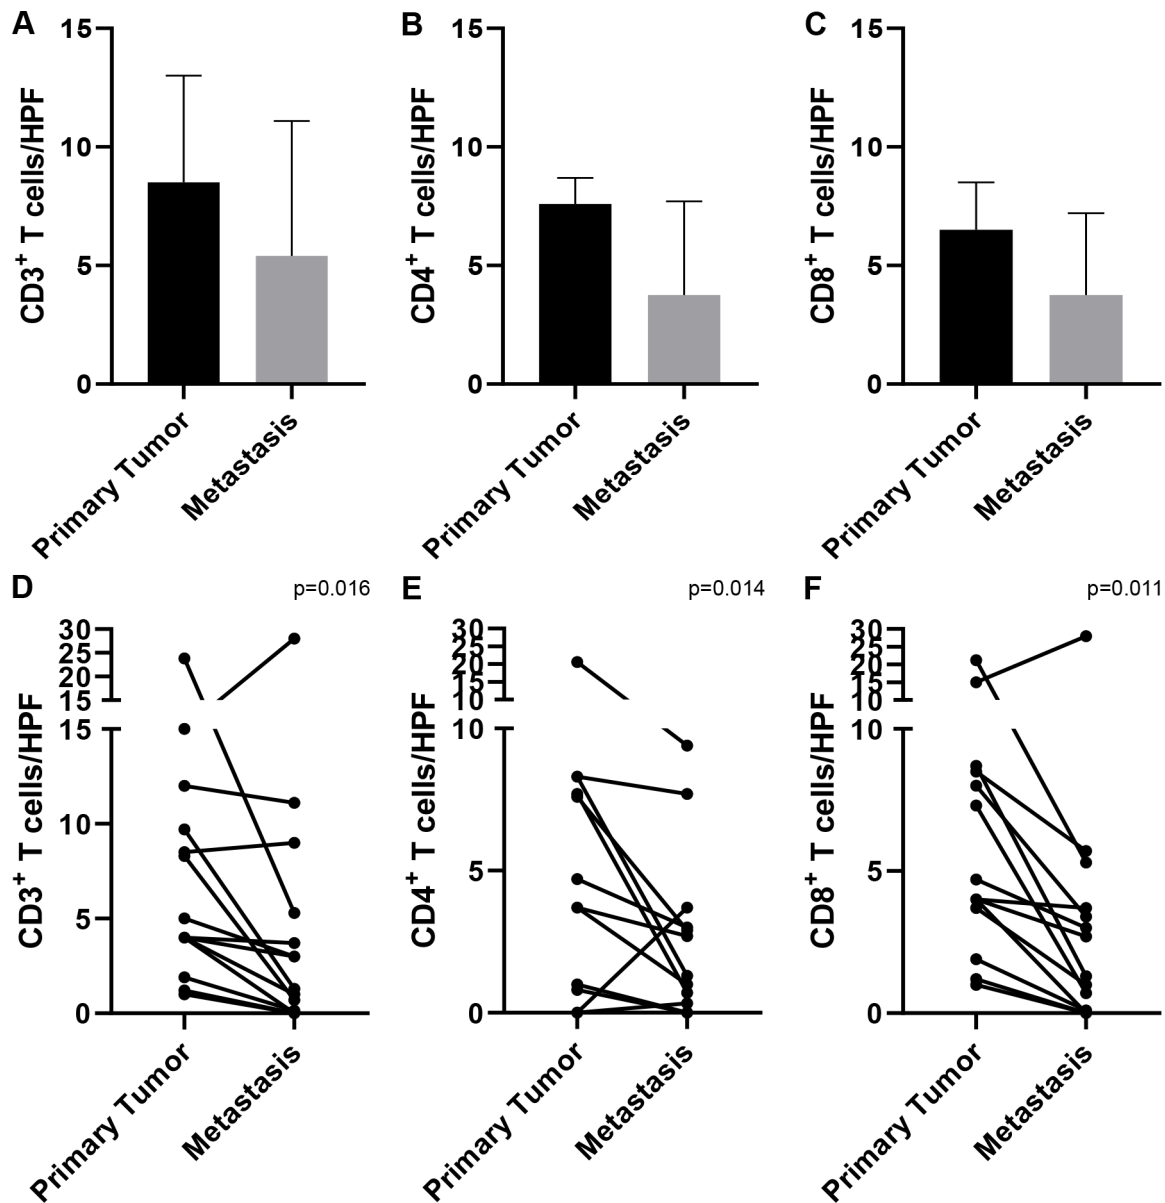 A
B
C
15
10
5
0
CD3+ T cells/HPF
Primary Tumor
Metastasis
15
10
5
0
CD4+ T cells/HPF
Primary Tumor
Metastasis
15
10
5
0
CD8+ T cells/HPF
Primary Tumor
Metastasis
D
p=0.016
30
25
20
15
15
10
5
0
CD3+ T cells/HPF
Primary Tumor
Metastasis
E
p=0.014
30
25
20
15
10
10
5
0
CD4+ T cells/HPF
Primary Tumor
Metastasis
F
p=0.011
30
25
20
15
10
10
5
0
CD8+ T cells/HPF
Primary Tumor
Metastasis